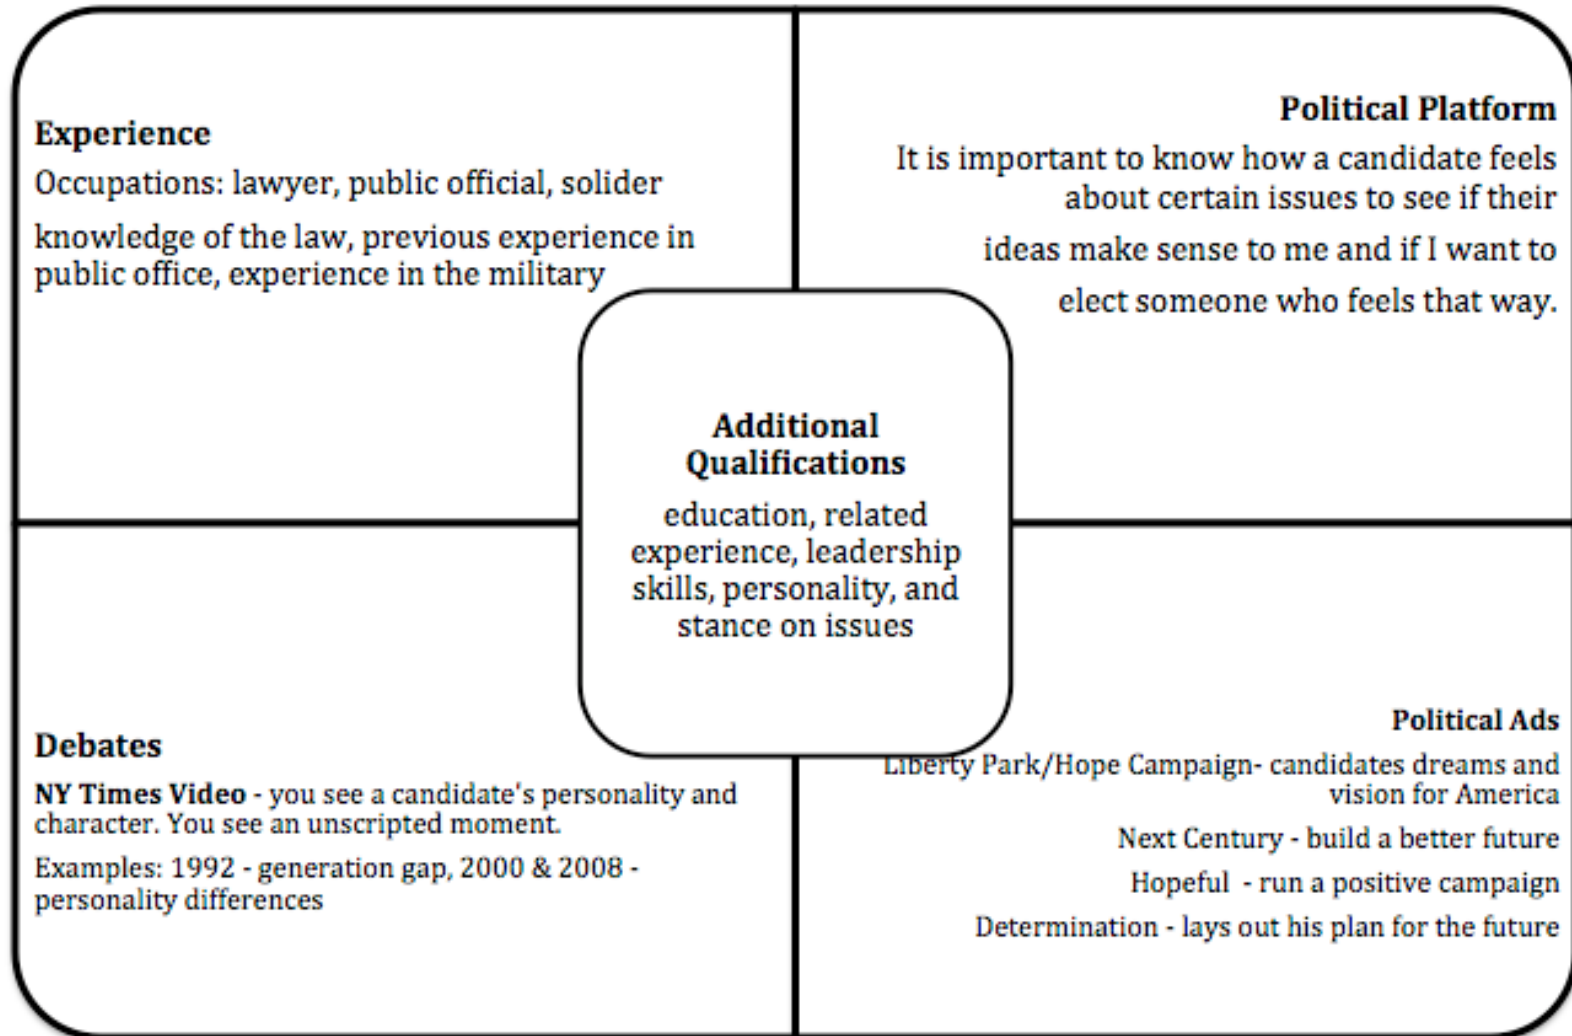 Experience
Occupations: lawyer, public official, solider
knowledge of the law, previous experience in
public office, experience in the military
Political Platform
It is important to know how a candidate feels
about certain issues to see if their
ideas make sense to me and if I want to
elect someone who feels that way.
Additional
Qualifications
education, related
experience, leadership
skills, personality, and
stance on issues
Debates
NY Times Video - you see a candidate's personality and
character. You see an unscripted moment.
Examples: 1992 - generation gap, 2000 & 2008 -
personality differences
Political Ads
Liberty Park/Hope Campaign- candidates dreams and
vision for America
Next Century - build a better future
Hopeful  - run a positive campaign
Determination - lays out his plan for the future